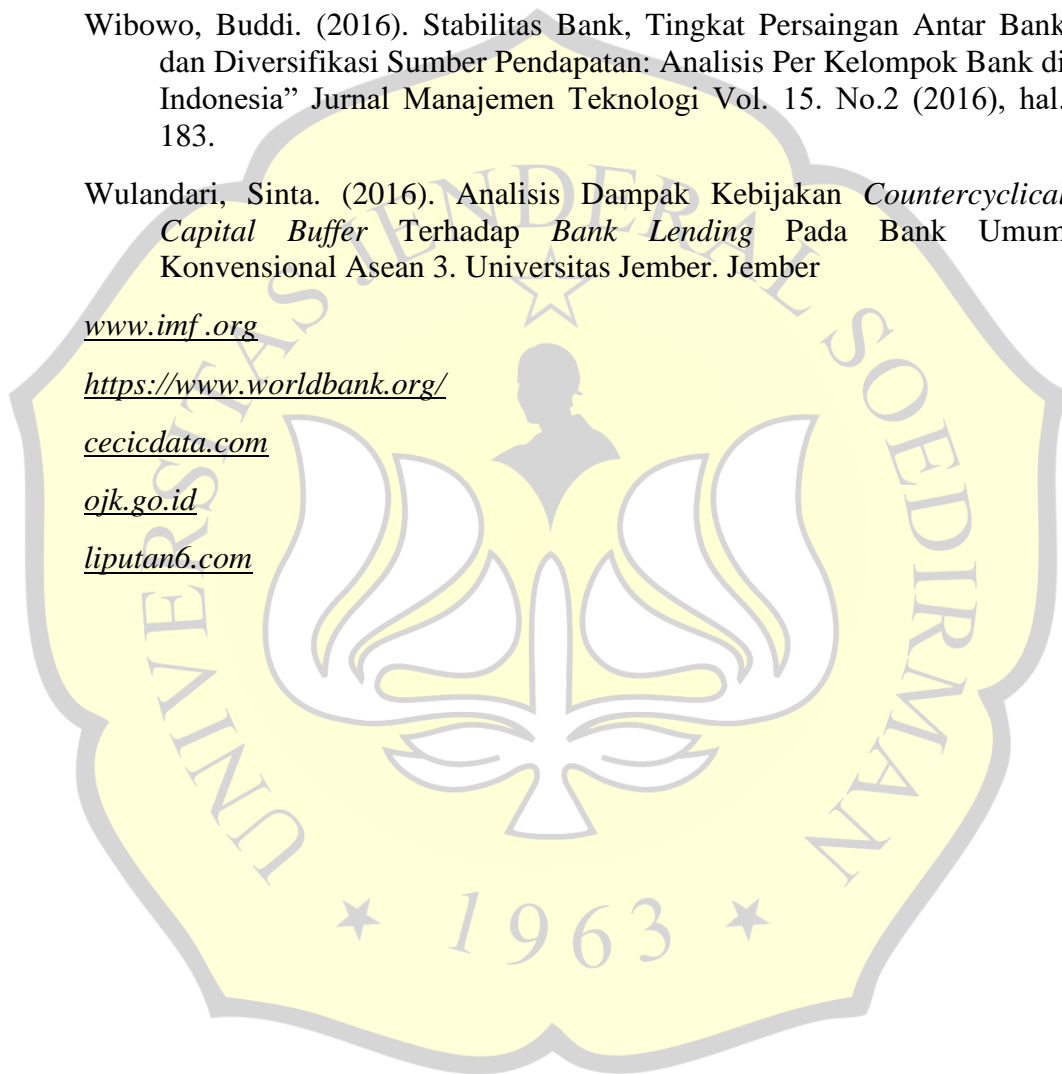 Wibowo, Buddi. (2016). Stabilitas Bank, Tingkat Persaingan Antar Bank
dan Diversifikasi Sumber Pendapatan: Analisis Per Kelompok Bank di
Indonesia” Jurnal Manajemen Teknologi Vol. 15. No.2 (2016), hal.
183.
Wulandari, Sinta. (2016). Analisis Dampak Kebijakan Countercyclical
Capital Buffer Terhadap Bank Lending Pada Bank Umum
Konvensional Asean 3. Universitas Jember. Jember
www.imf .org
https://www.worldbank.org/
cecicdata.com
ojk.go.id
liputan6.com
UNIVERSITAS JENDERAL SOEDIRMAN
1963